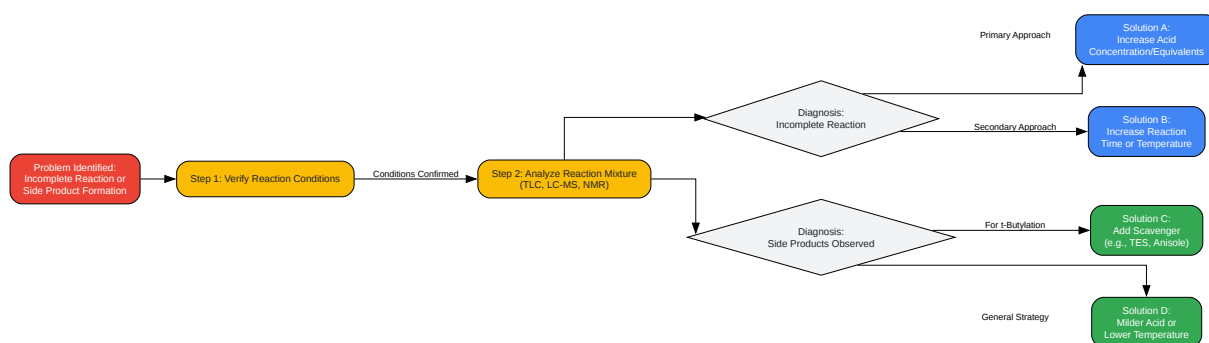 Problem Identified:
Incomplete Reaction or
Side Product Formation
Step 1: Verify Reaction Conditions
Conditions Confirmed
Step 2: Analyze Reaction Mixture
(TLC, LC-MS, NMR)
Diagnosis:
Incomplete Reaction
Primary Approach
Solution A:
Increase Acid
Concentration/Equivalents
Secondary Approach
Solution B:
Increase Reaction
Time or Temperature
Diagnosis:
Side Products Observed
For t-Butylation
Solution C:
Add Scavenger
(e.g., TES, Anisole)
General Strategy
Solution D:
Milder Acid or
Lower Temperature